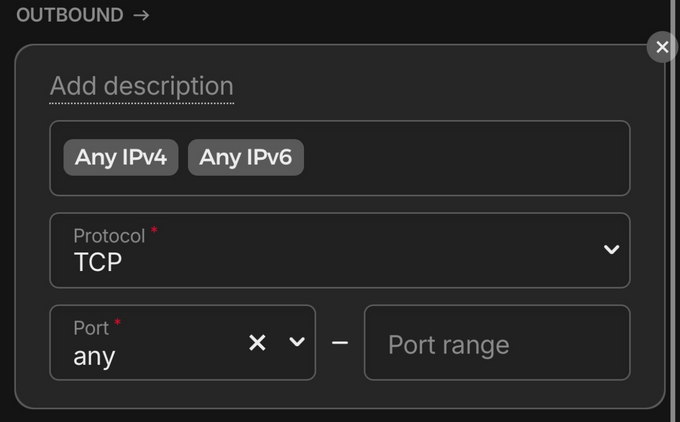 OUTBOUND →
Add description
Any IPv4 Any IPv6
Protocol *
TCP
Port *
any – Port range